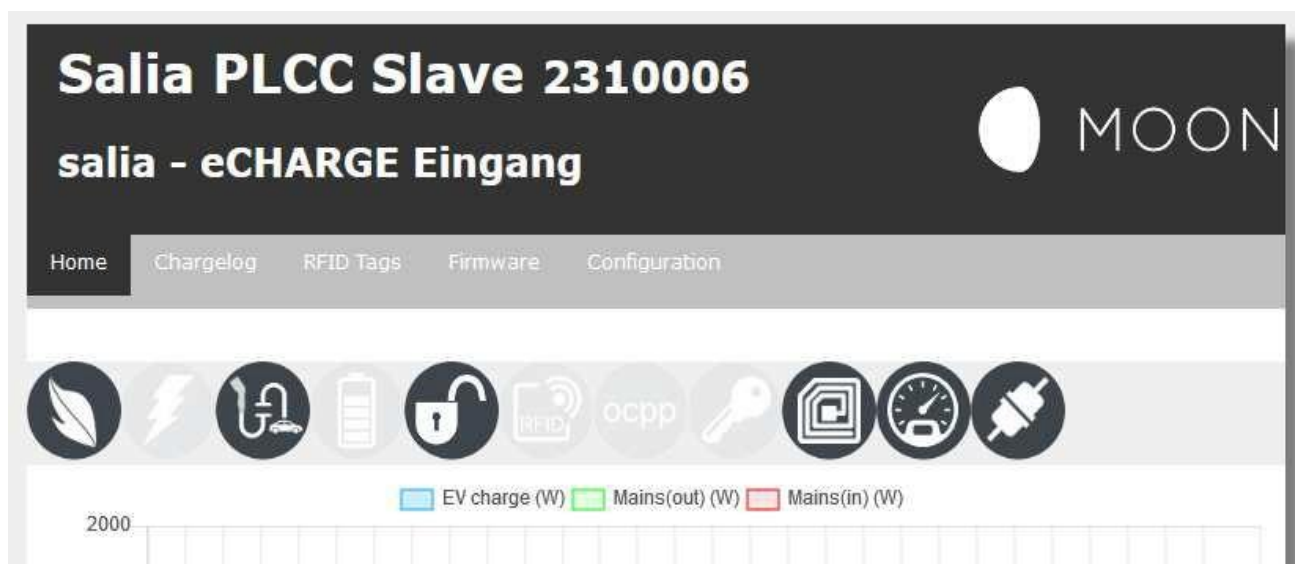 Salia PLCC Slave 2310006
MOON
salia - eCHARGE Eingang
Home Chargelog RFID Tags Firmware Configuration
RFID ocpp
EV charge (W) Mains(out) (W) Mains(in) (W)
2000